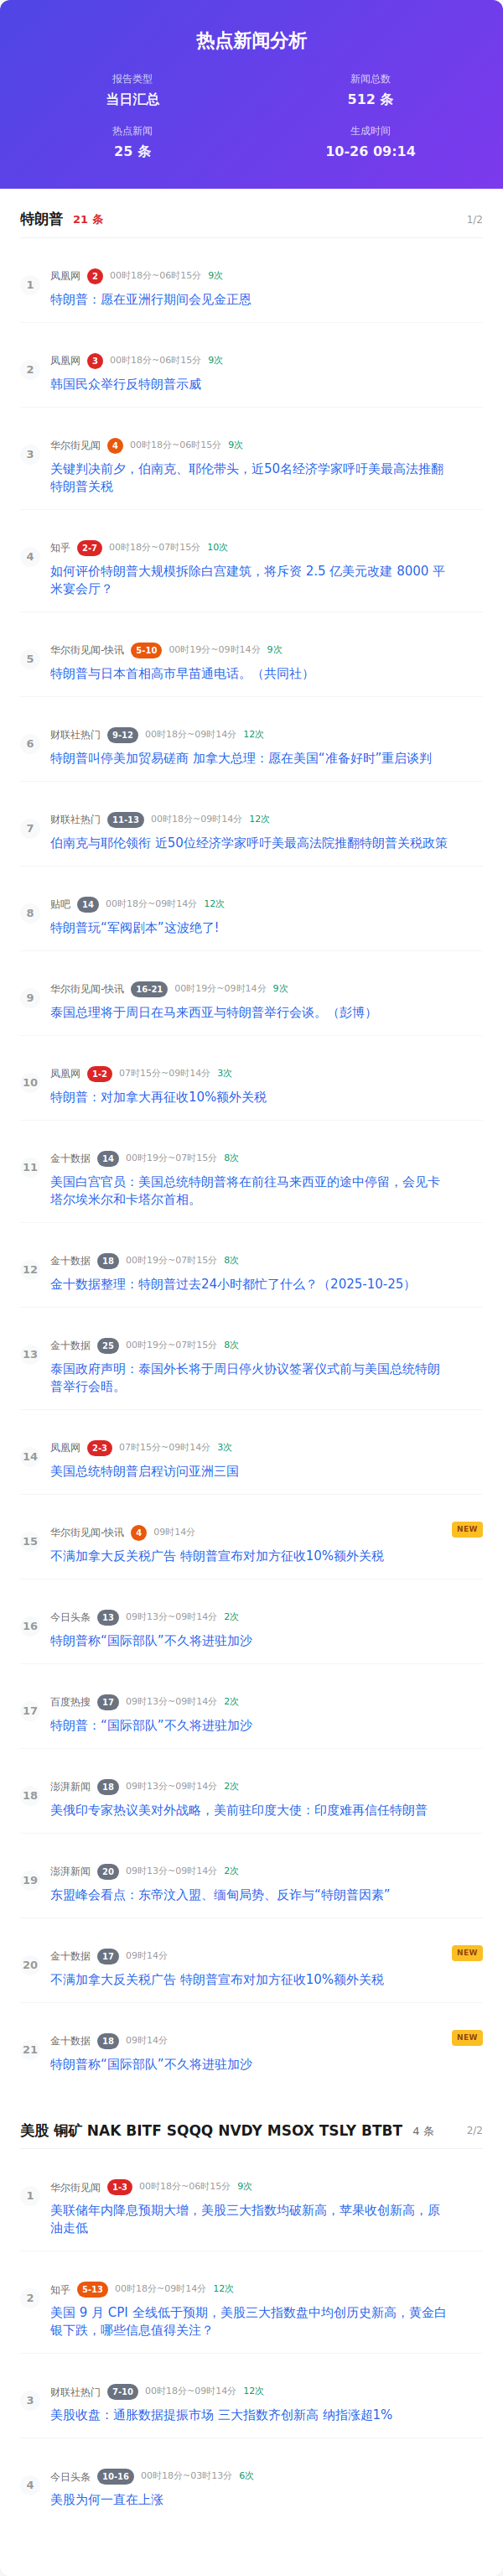 热点新闻分析
报告类型
当日汇总
新闻总数
512 条
热点新闻
25 条
生成时间
10-26 09:14
特朗普 21 条 1/2
1
凤凰网 2 00时18分~06时15分 9次
特朗普：愿在亚洲行期间会见金正恩
2
凤凰网 3 00时18分~06时15分 9次
韩国民众举行反特朗普示威
3
华尔街见闻 4 00时18分~06时15分 9次
关键判决前夕，伯南克、耶伦带头，近50名经济学家呼吁美最高法推翻
特朗普关税
4
知乎 2-7 00时18分~07时15分 10次
如何评价特朗普大规模拆除白宫建筑，将斥资 2.5 亿美元改建 8000 平
米宴会厅？
5
华尔街见闻-快讯 5-10 00时19分~09时14分 9次
特朗普与日本首相高市早苗通电话。（共同社）
6
财联社热门 9-12 00时18分~09时14分 12次
特朗普叫停美加贸易磋商 加拿大总理：愿在美国“准备好时”重启谈判
7
财联社热门 11-13 00时18分~09时14分 12次
伯南克与耶伦领衔 近50位经济学家呼吁美最高法院推翻特朗普关税政策
8
贴吧 14 00时18分~09时14分 12次
特朗普玩“军阀剧本”这波绝了!
9
华尔街见闻-快讯 16-21 00时19分~09时14分 9次
泰国总理将于周日在马来西亚与特朗普举行会谈。（彭博）
10
凤凰网 1-2 07时15分~09时14分 3次
特朗普：对加拿大再征收10%额外关税
11
金十数据 14 00时19分~07时15分 8次
美国白宫官员：美国总统特朗普将在前往马来西亚的途中停留，会见卡
塔尔埃米尔和卡塔尔首相。
12
金十数据 18 00时19分~07时15分 8次
金十数据整理：特朗普过去24小时都忙了什么？（2025-10-25）
13
金十数据 25 00时19分~07时15分 8次
泰国政府声明：泰国外长将于周日停火协议签署仪式前与美国总统特朗
普举行会晤。
14
凤凰网 2-3 07时15分~09时14分 3次
美国总统特朗普启程访问亚洲三国
15
华尔街见闻-快讯 4 09时14分 NEW
不满加拿大反关税广告 特朗普宣布对加方征收10%额外关税
16
今日头条 13 09时13分~09时14分 2次
特朗普称“国际部队”不久将进驻加沙
17
百度热搜 17 09时13分~09时14分 2次
特朗普：“国际部队”不久将进驻加沙
18
澎湃新闻 18 09时13分~09时14分 2次
美俄印专家热议美对外战略，美前驻印度大使：印度难再信任特朗普
19
澎湃新闻 20 09时13分~09时14分 2次
东盟峰会看点：东帝汶入盟、缅甸局势、反诈与“特朗普因素”
20
金十数据 17 09时14分 NEW
不满加拿大反关税广告 特朗普宣布对加方征收10%额外关税
21
金十数据 18 09时14分 NEW
特朗普称“国际部队”不久将进驻加沙
美股 铜矿 NAK BITF SQQQ NVDY MSOX TSLY BTBT 4 条 2/2
1
华尔街见闻 1-3 00时18分~06时15分 9次
美联储年内降息预期大增，美股三大指数均破新高，苹果收创新高，原
油走低
2
知乎 5-13 00时18分~09时14分 12次
美国 9 月 CPI 全线低于预期，美股三大指数盘中均创历史新高，黄金白
银下跌，哪些信息值得关注？
3
财联社热门 7-10 00时18分~09时14分 12次
美股收盘：通胀数据提振市场 三大指数齐创新高 纳指涨超1%
4
今日头条 10-16 00时18分~03时13分 6次
美股为何一直在上涨